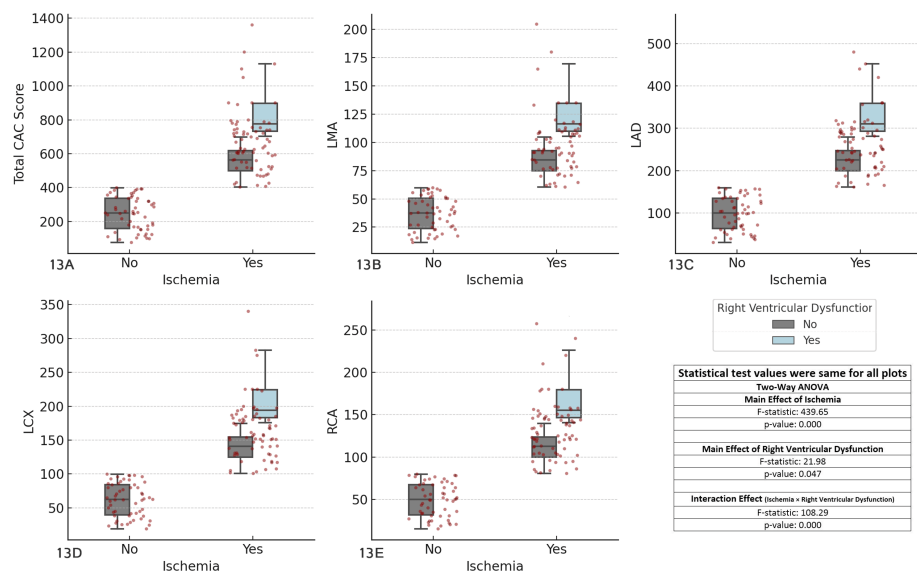 1400
1200
1000
800
600
400
200
Total CAC Score
13A
No
Yes
Ischemia
200
175
150
125
100
75
50
25
LMA
13B
No
Yes
Ischemia
500
400
300
200
100
LAD
13C
No
Yes
Ischemia
350
300
250
200
150
100
50
LCX
13D
No
Yes
Ischemia
250
200
150
100
50
RCA
13E
No
Yes
Ischemia
Right Ventricular Dysfunction
No
Yes
Statistical test values were same for all plots
Two-Way ANOVA
Main Effect of Ischemia
F-statistic: 439.65
p-value: 0.000
Main Effect of Right Ventricular Dysfunction
F-statistic: 21.98
p-value: 0.047
Interaction Effect (Ischemia × Right Ventricular Dysfunction)
F-statistic: 108.29
p-value: 0.000